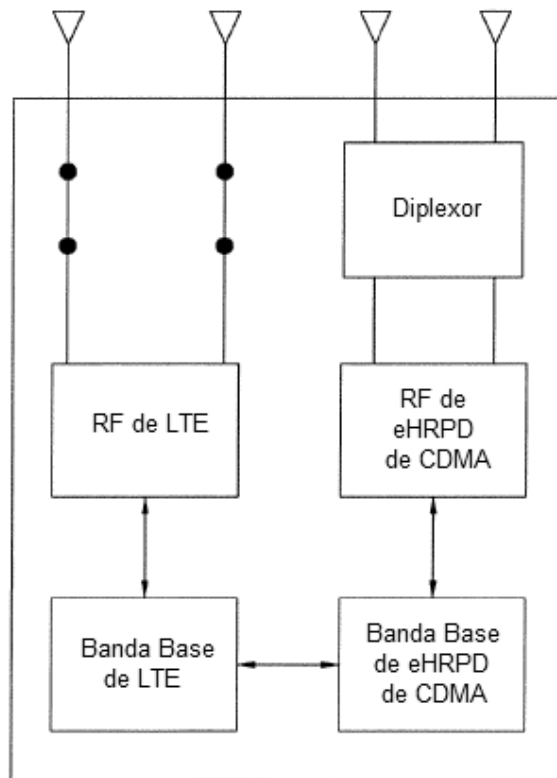 Diplexor
RF de LTE
RF de
eHRPD
de CDMA
Banda Base
de LTE
Banda Base
de eHRPD
de CDMA